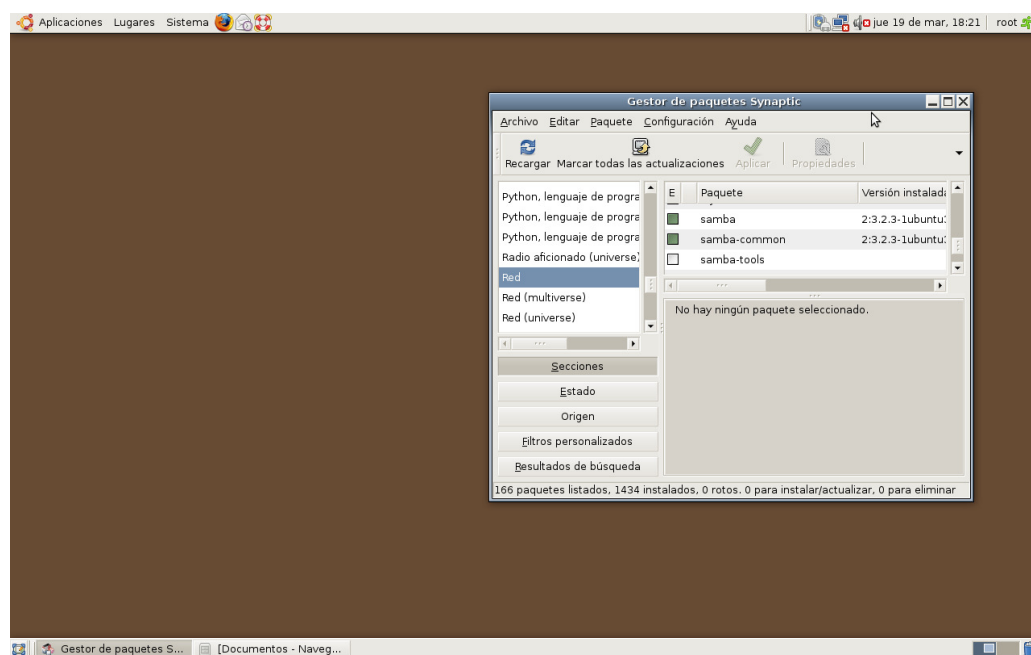 Aplicaciones Lugares Sistema jue 19 de mar, 18:21 root
Gestor de paquetes Synaptic
Archivo Editar Paquete Configuración Ayuda
Recargar Marcar todas las actualizaciones Aplicar Propiedades
Python, lenguaje de progra
Python, lenguaje de progra
Python, lenguaje de progra
Radio aficionado (universe)
Red
Red (multiverse)
Red (universe)
Secciones
Estado
Origen
Filtros personalizados
Resultados de búsqueda
E Paquete Versión instalada
samba 2:3.2.3-1ubuntu
samba-common 2:3.2.3-1ubuntu
samba-tools
No hay ningún paquete seleccionado.
166 paquetes listados, 1434 instalados, 0 rotos. 0 para instalar/actualizar, 0 para eliminar
Gestor de paquetes S... [Documentos - Naveg...